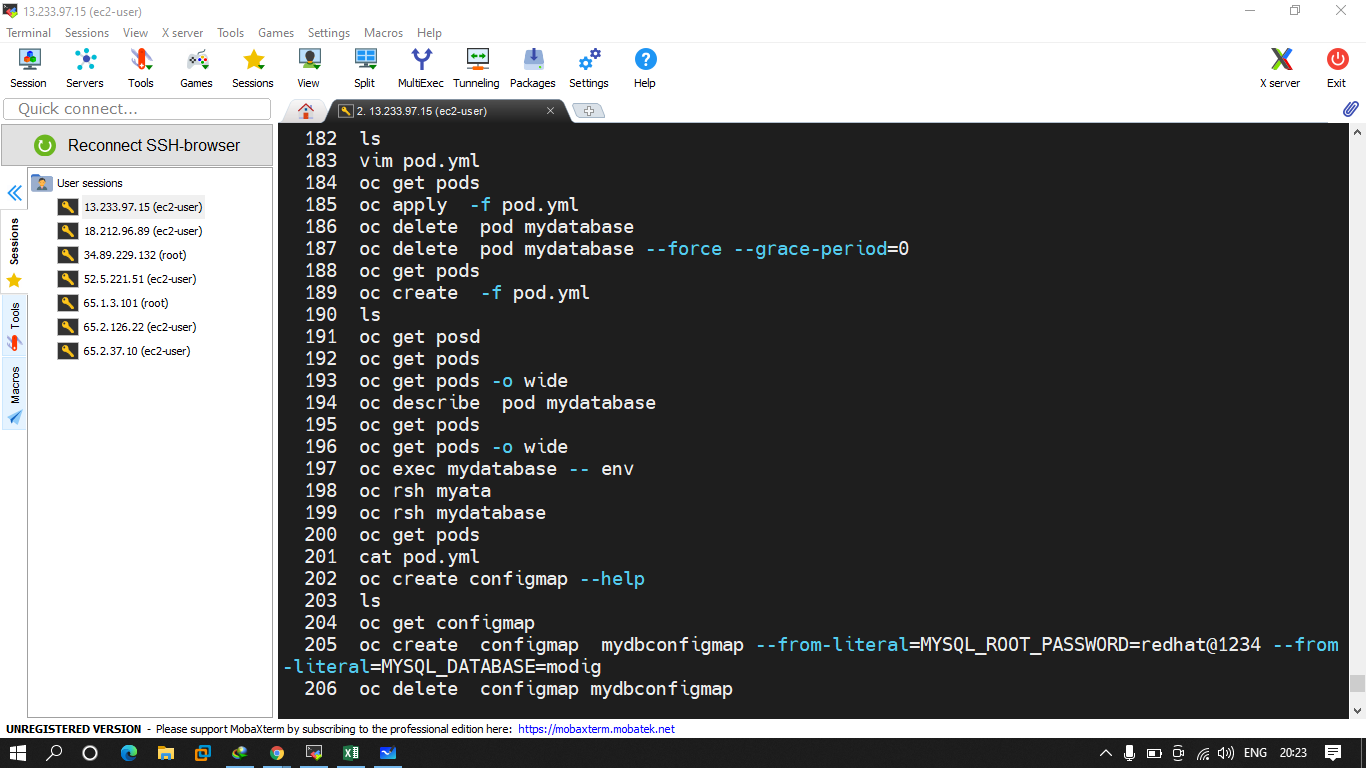 13.233.97.15 (ec2-user)
Terminal Sessions View X server Tools Games Settings Macros Help
Session Servers Tools Games Sessions View Split MultiExec Tunneling Packages Settings Help X server Exit
Quick connect...
2. 13.233.97.15 (ec2-user)
Reconnect SSH-browser
User sessions
13.233.97.15 (ec2-user)
18.212.96.89 (ec2-user)
34.89.229.132 (root)
52.5.221.51 (ec2-user)
65.1.3.101 (root)
65.2.126.22 (ec2-user)
65.2.37.10 (ec2-user)
Sessions
Tools
Macros
182 ls
183 vim pod.yml
184 oc get pods
185 oc apply -f pod.yml
186 oc delete pod mydatabase
187 oc delete pod mydatabase --force --grace-period=0
188 oc get pods
189 oc create -f pod.yml
190 ls
191 oc get posd
192 oc get pods
193 oc get pods -o wide
194 oc describe pod mydatabase
195 oc get pods
196 oc get pods -o wide
197 oc exec mydatabase -- env
198 oc rsh myata
199 oc rsh mydatabase
200 oc get pods
201 cat pod.yml
202 oc create configmap --help
203 ls
204 oc get configmap
205 oc create configmap mydbconfigmap --from-literal=MYSQL_ROOT_PASSWORD=redhat@1234 --from
-literal=MYSQL_DATABASE=modig
206 oc delete configmap mydbconfigmap
UNREGISTERED VERSION - Please support MobaXterm by subscribing to the professional edition here: https://mobaxterm.mobatek.net
ENG 20:23